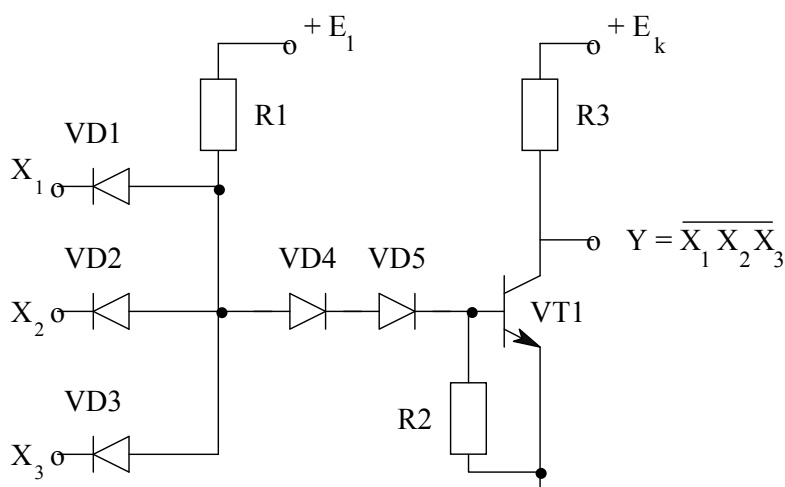 + E1
+ Ek
R1
R3
VD1
X1
VD2
VD4
VD5
Y = X1 X2 X3
X2
VT1
VD3
R2
X3